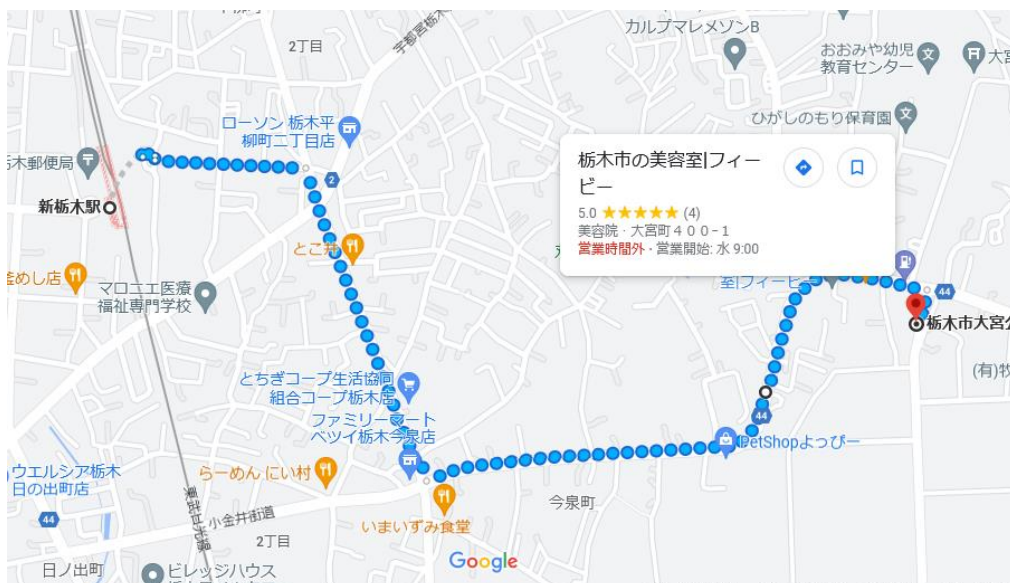 2丁目
カルプマレメゾンB
おおみや幼児
教育センター
大宮
宇都宮栃木
ローソン 栃木平
柳町二丁目店
ひがしのもり保育園
栃木郵便局
2
栃木市の美容室|フィー
ビー
5.0 ★★★★★ (4)
美容院 · 大宮町400-1
営業時間外 · 営業開始: 水 9:00
新栃木駅
とこ井
釜めし店
マロニエ医療
福祉専門学校
室|フィービー
44
栃木市大宮公
(有)牧
とちぎコープ生活協同
組合コープ栃木店
ファミリーマート
ベツイ栃木今泉店
44
PetShopよっぴー
らーめん にい村
ウエルシア栃木
日の出町店
東武日光線
今泉町
44
小金井街道
いまいずみ食堂
2丁目
Google
日ノ出町
ビレッジハウス